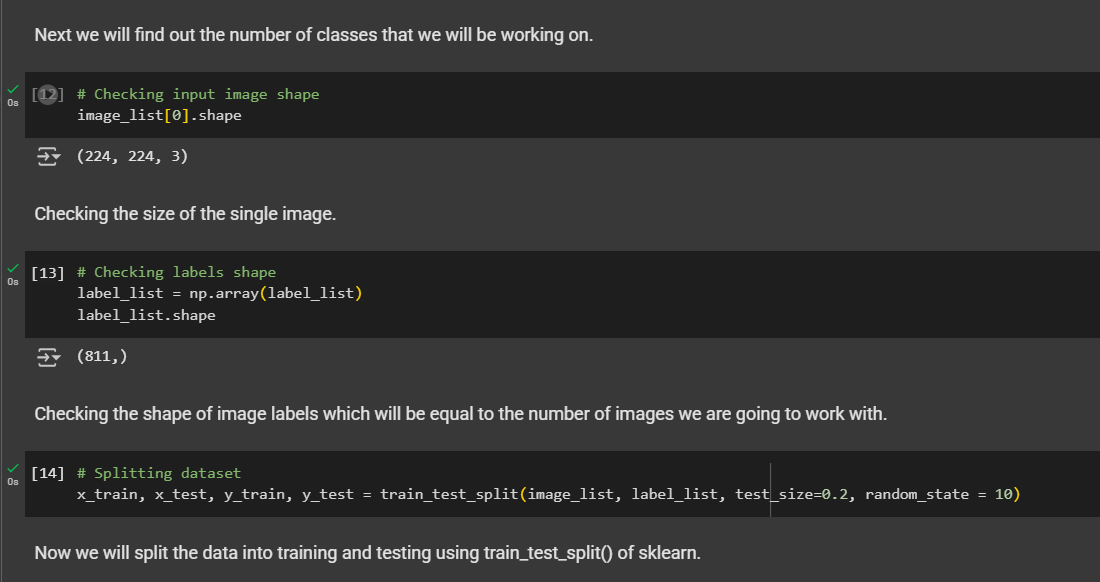 Next we will find out the number of classes that we will be working on.
0s
[12] # Checking input image shape
image_list[0].shape
(224, 224, 3)
Checking the size of the single image.
0s
[13] # Checking labels shape
label_list = np.array(label_list)
label_list.shape
(811,)
Checking the shape of image labels which will be equal to the number of images we are going to work with.
0s
[14] # Splitting dataset
x_train, x_test, y_train, y_test = train_test_split(image_list, label_list, test_size=0.2, random_state = 10)
Now we will split the data into training and testing using train_test_split() of sklearn.